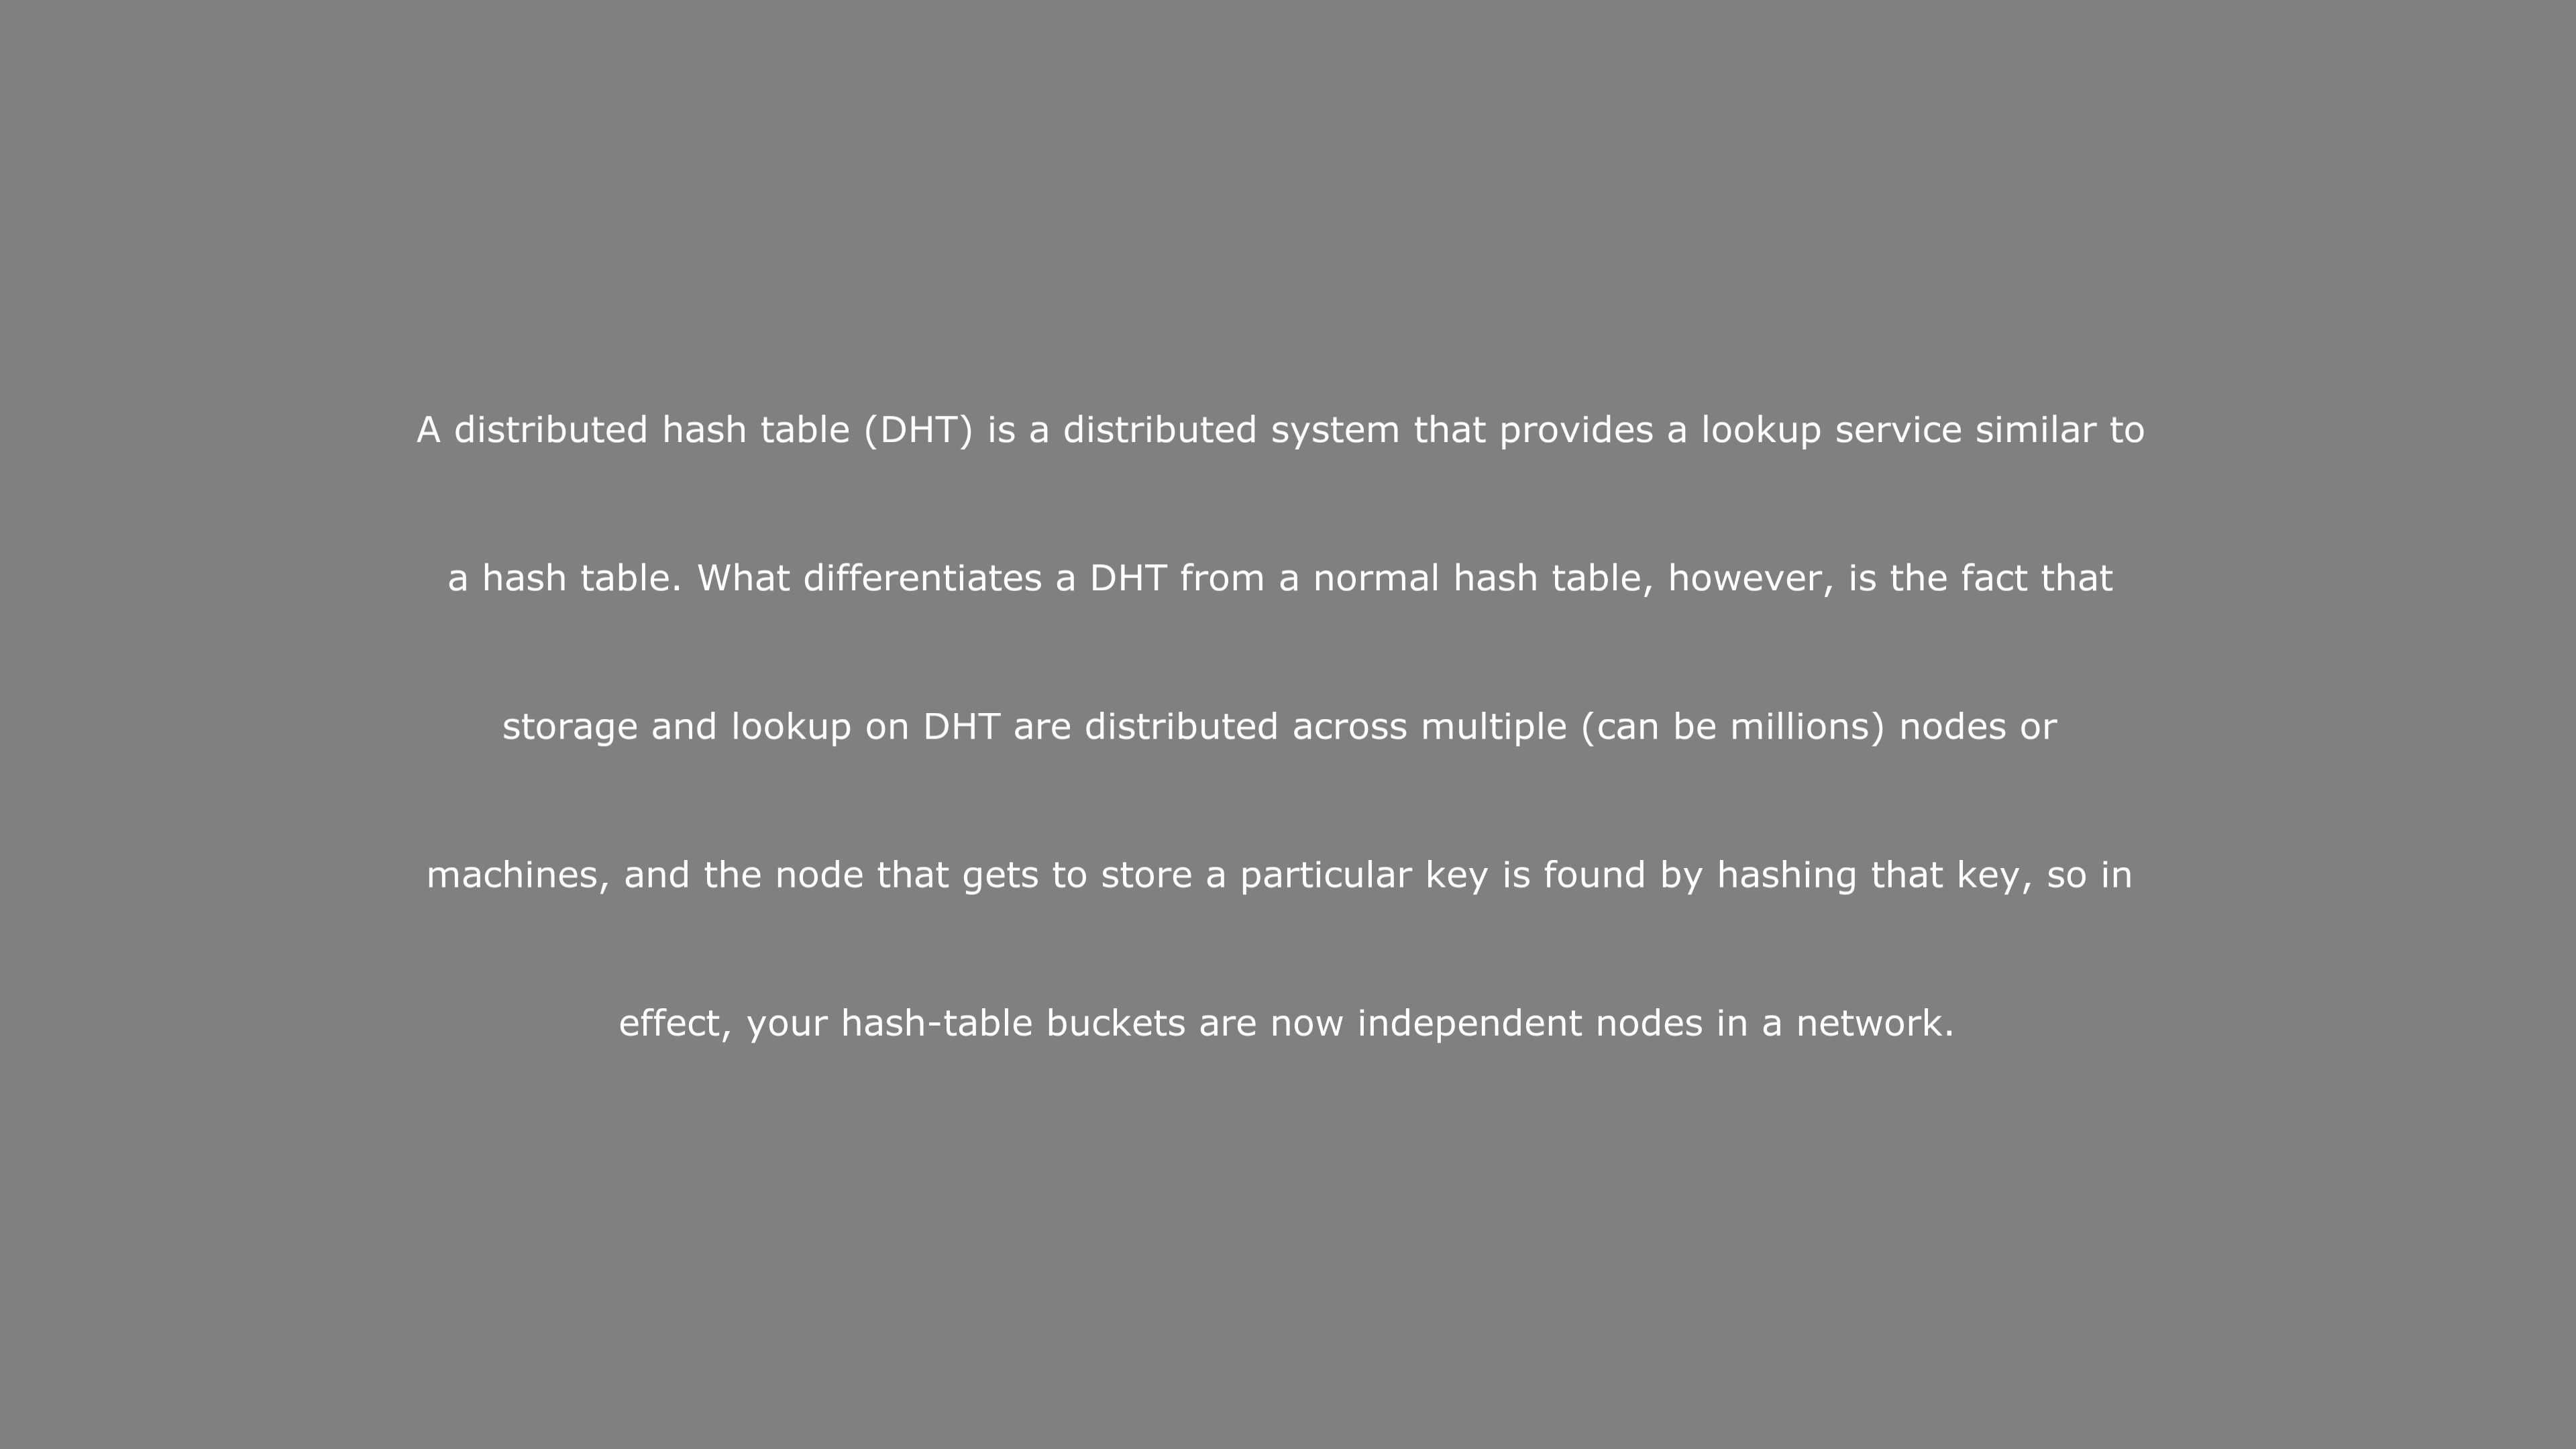 A distributed hash table (DHT) is a distributed system that provides a lookup service similar to
a hash table. What differentiates a DHT from a normal hash table, however, is the fact that
storage and lookup on DHT are distributed across multiple (can be millions) nodes or
machines, and the node that gets to store a particular key is found by hashing that key, so in
effect, your hash-table buckets are now independent nodes in a network.